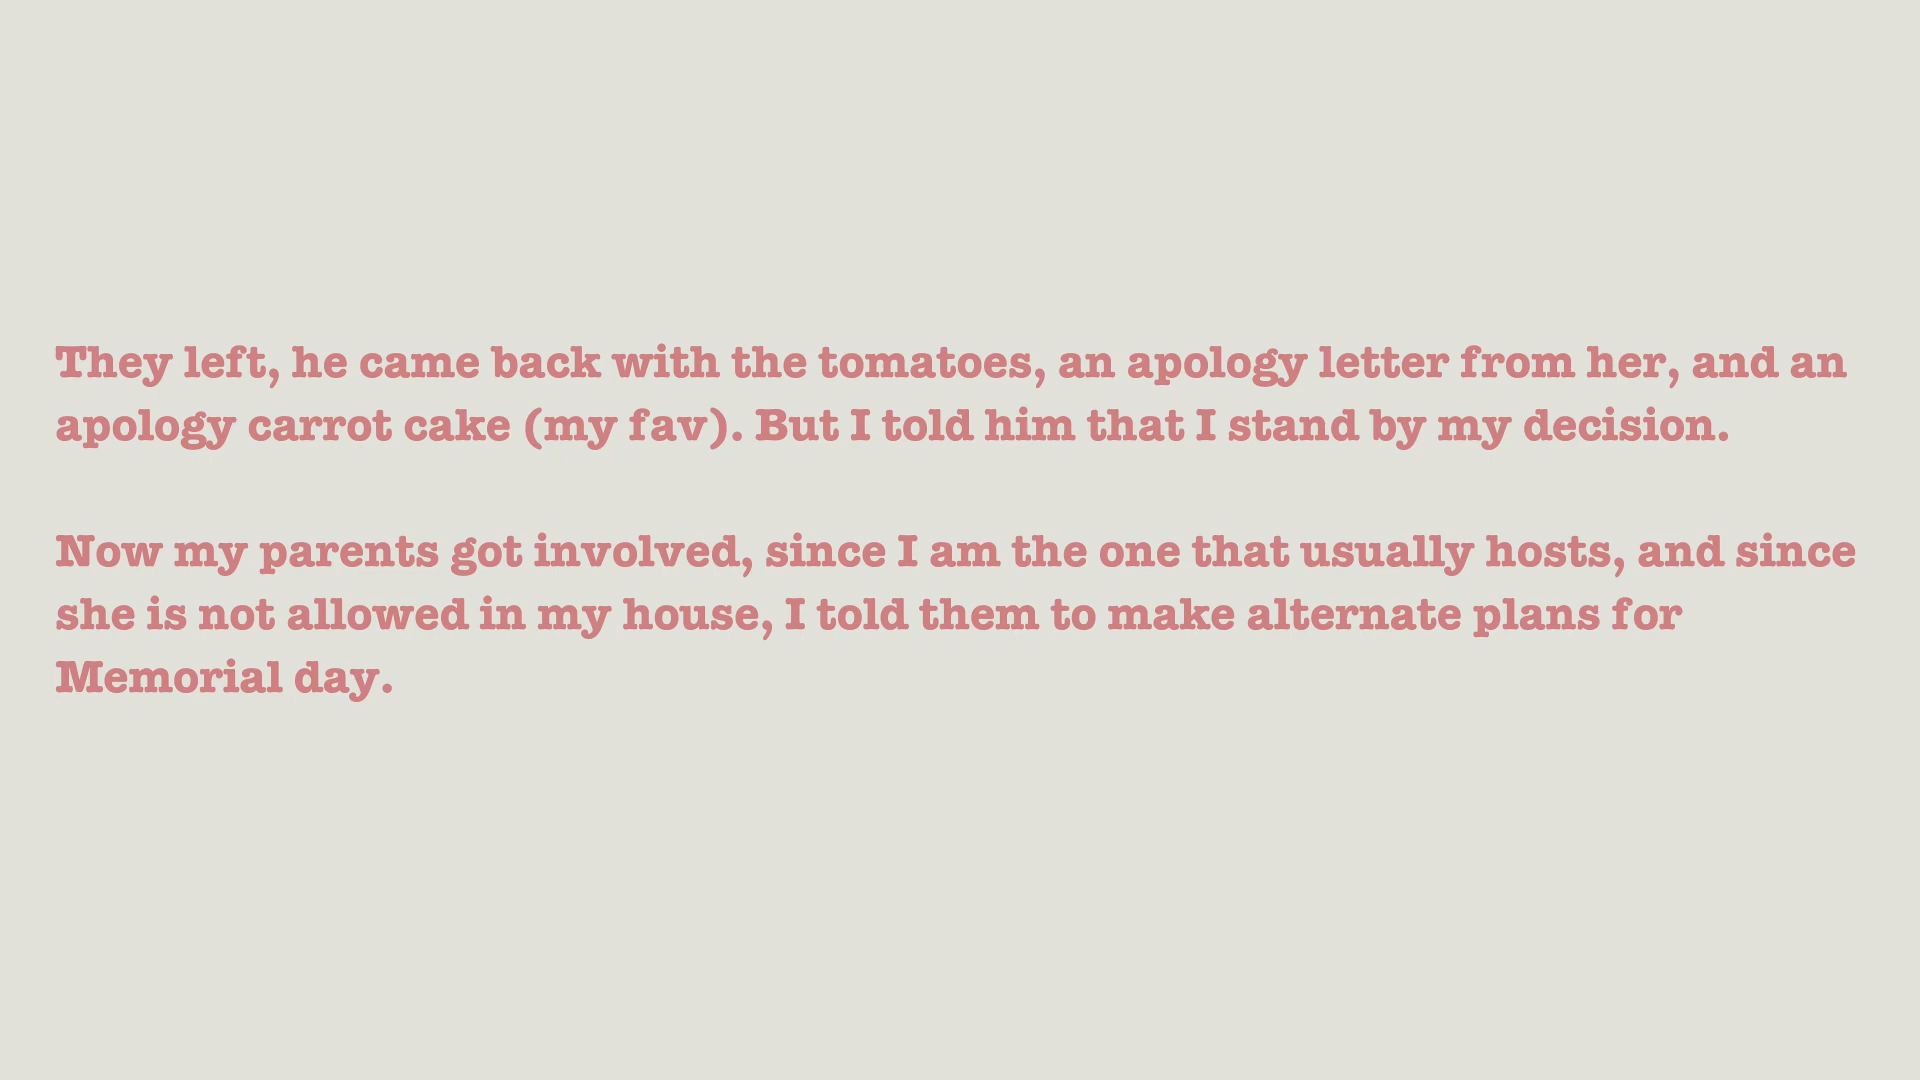 They left, he came back with the tomatoes, an apology letter from her, and an
apology carrot cake (my fav). But I told him that I stand by my decision.
Now my parents got involved, since I am the one that usually hosts, and since
she is not allowed in my house, I told them to make alternate plans for
Memorial day.